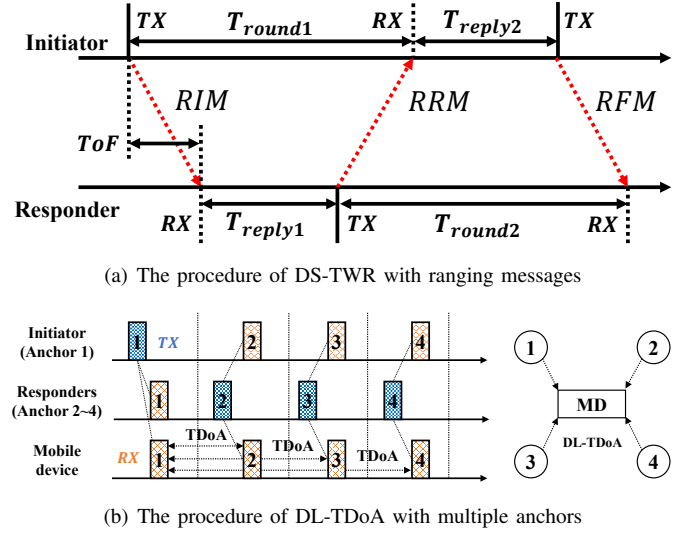 TX T_round1 RX T_reply2 TX
Initiator
RIM RRM RFM
ToF
Responder
RX T_reply1 TX T_round2 RX
(a) The procedure of DS-TWR with ranging messages
Initiator
(Anchor 1)
1 TX 2 3 4
Responders
(Anchor 2~4)
1 2 3 4
Mobile
device
RX 1 TDoA 2 TDoA 3 TDoA 4
1 2
MD
DL-TDoA
3 4
(b) The procedure of DL-TDoA with multiple anchors